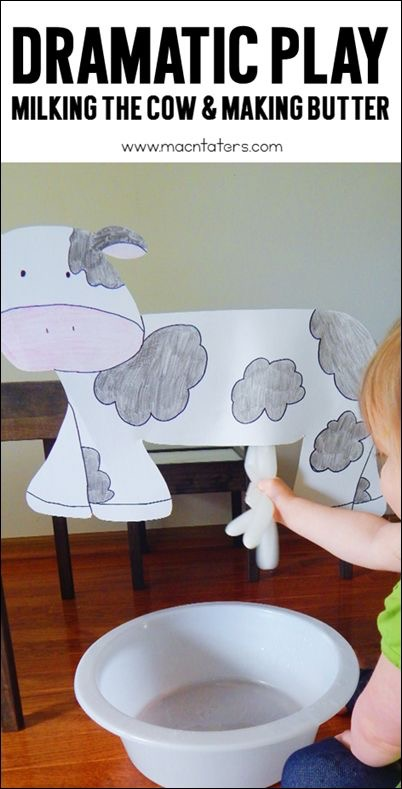 DRAMATIC PLAY
MILKING THE COW & MAKING BUTTER
www.macntaters.com